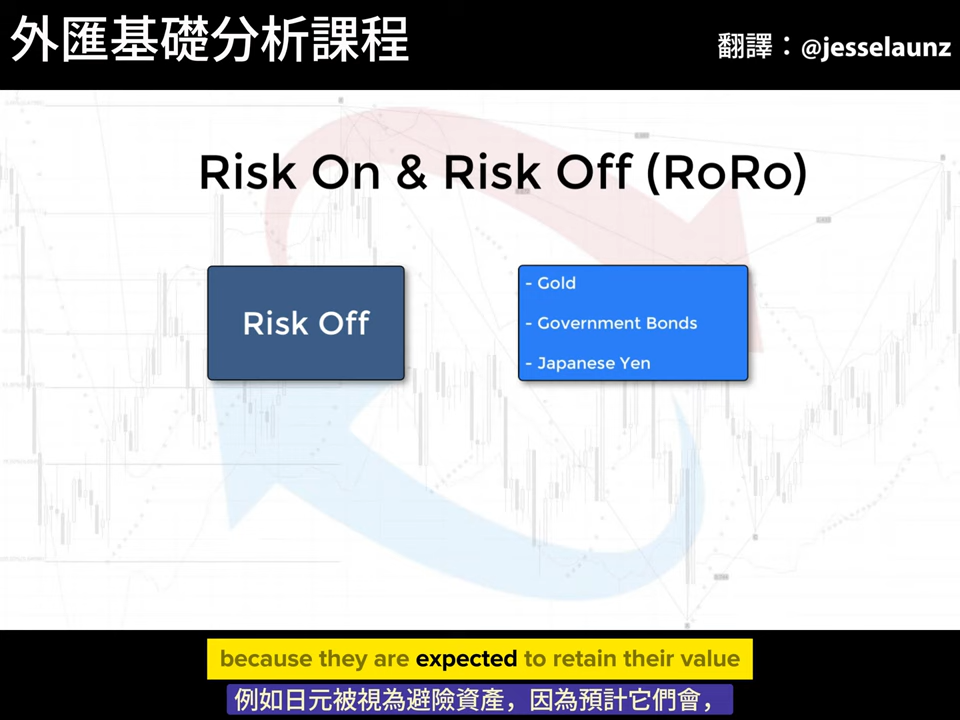 外匯基礎分析課程
翻譯：@jesselaunz
Risk On & Risk Off (RoRo)
Risk Off
- Gold
- Government Bonds
- Japanese Yen
because they are expected to retain their value
例如日元被視為避險資產，因為預計它們會，